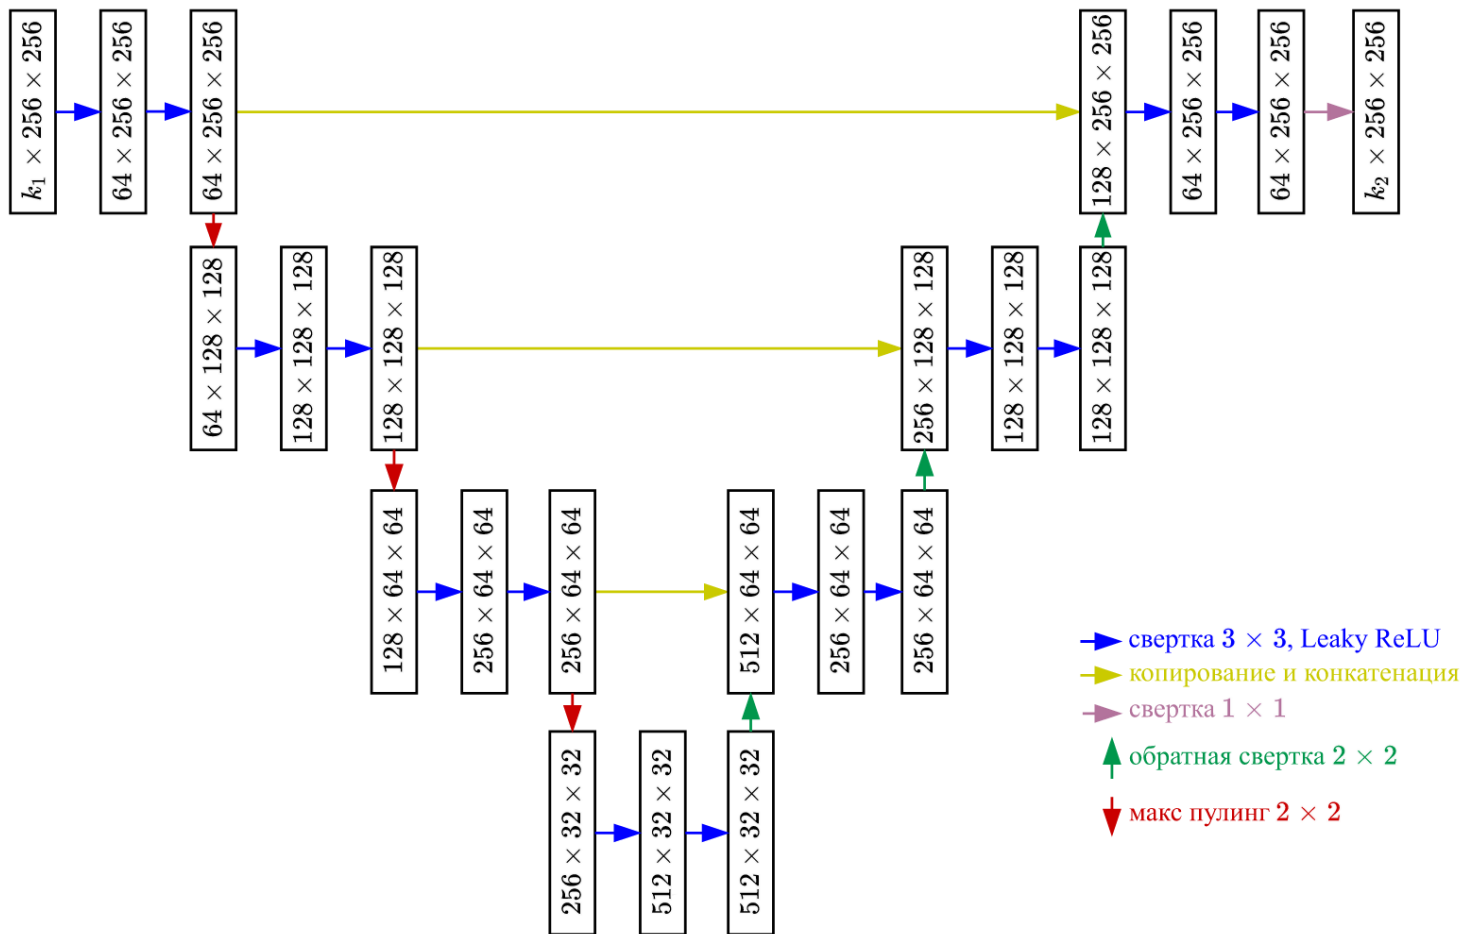 k₁ × 256 × 256
64 × 256 × 256
64 × 256 × 256
128 × 256 × 256
64 × 256 × 256
64 × 256 × 256
k₂ × 256 × 256
64 × 128 × 128
128 × 128 × 128
128 × 128 × 128
256 × 128 × 128
128 × 128 × 128
128 × 128 × 128
128 × 64 × 64
256 × 64 × 64
256 × 64 × 64
512 × 64 × 64
256 × 64 × 64
256 × 64 × 64
256 × 32 × 32
512 × 32 × 32
512 × 32 × 32
свертка 3 × 3, Leaky ReLU
копирование и конкатенация
свертка 1 × 1
обратная свертка 2 × 2
макс пулинг 2 × 2